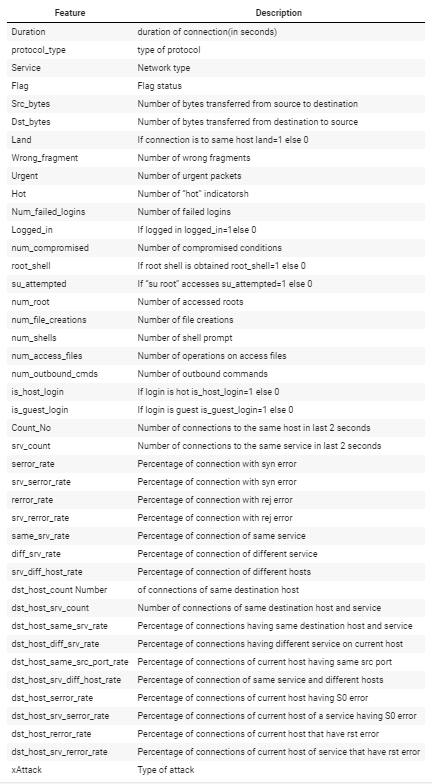 Feature Description
Duration duration of connection(in seconds)
protocol_type type of protocol
Service Network type
Flag Flag status
Src_bytes Number of bytes transferred from source to destination
Dst_bytes Number of bytes transferred from destination to source
Land If connection is to same host land=1 else 0
Wrong_fragment Number of wrong fragments
Urgent Number of urgent packets
Hot Number of "hot" indicatorsh
Num_failed_logins Number of failed logins
Logged_in If logged in logged_in=1 else 0
num_compromised Number of compromised conditions
root_shell If root shell is obtained root_shell=1 else 0
su_attempted If "su root" accesses su_attempted=1 else 0
num_root Number of accessed roots
num_file_creations Number of file creations
num_shells Number of shell prompt
num_access_files Number of operations on access files
num_outbound_cmds Number of outbound commands
is_host_login If login is hot is_host_login=1 else 0
is_guest_login If login is guest is_guest_login=1 else 0
Count_No Number of connections to the same host in last 2 seconds
srv_count Number of connections to the same service in last 2 seconds
serror_rate Percentage of connection with syn error
srv_serror_rate Percentage of connection with syn error
rerror_rate Percentage of connection with rej error
srv_rerror_rate Percentage of connection with rej error
same_srv_rate Percentage of connection of same service
diff_srv_rate Percentage of connection of different service
srv_diff_host_rate Percentage of connection of different hosts
dst_host_count Number of connections of same destination host
dst_host_srv_count Number of connections of same destination host and service
dst_host_same_srv_rate Percentage of connections having same destination host and service
dst_host_diff_srv_rate Percentage of connections having different service on current host
dst_host_same_src_port_rate Percentage of connections of current host having same src port
dst_host_srv_diff_host_rate Percentage of connection of same service and different hosts
dst_host_serror_rate Percentage of connections of current host having S0 error
dst_host_srv_serror_rate Percentage of connections of current host of a service having S0 error
dst_host_rerror_rate Percentage of connections of current host that have rst error
dst_host_srv_rerror_rate Percentage of connections of current host of service that have rst error
xAttack Type of attack